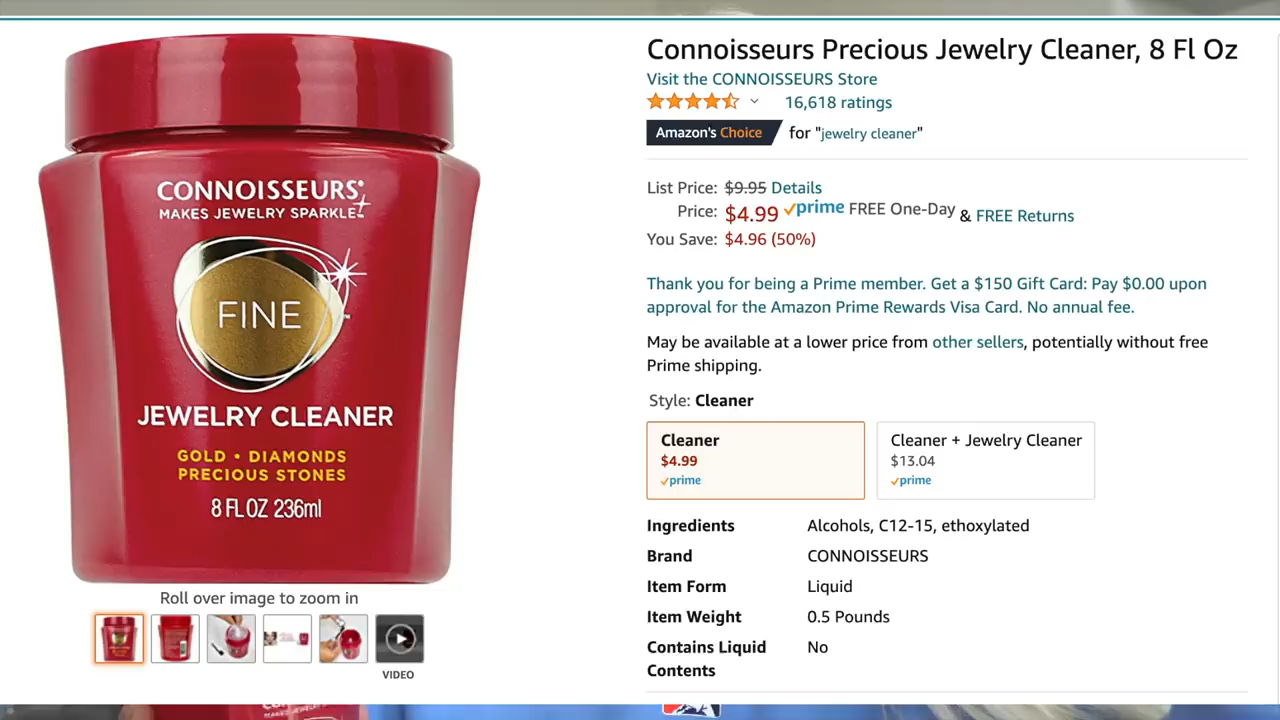 CONNOISSEURS
MAKES JEWELRY SPARKLE™
FINE
JEWELRY CLEANER
GOLD • DIAMONDS
PRECIOUS STONES
8 FL OZ 236ml
Roll over image to zoom in
VIDEO
Connoisseurs Precious Jewelry Cleaner, 8 Fl Oz
Visit the CONNOISSEURS Store
16,618 ratings
Amazon's Choice for "jewelry cleaner"
List Price: $9.95 Details
Price: $4.99 prime FREE One-Day & FREE Returns
You Save: $4.96 (50%)
Thank you for being a Prime member. Get a $150 Gift Card: Pay $0.00 upon
approval for the Amazon Prime Rewards Visa Card. No annual fee.
May be available at a lower price from other sellers, potentially without free
Prime shipping.
Style: Cleaner
Cleaner
$4.99
prime
Cleaner + Jewelry Cleaner
$13.04
prime
Ingredients Alcohols, C12-15, ethoxylated
Brand CONNOISSEURS
Item Form Liquid
Item Weight 0.5 Pounds
Contains Liquid No
Contents